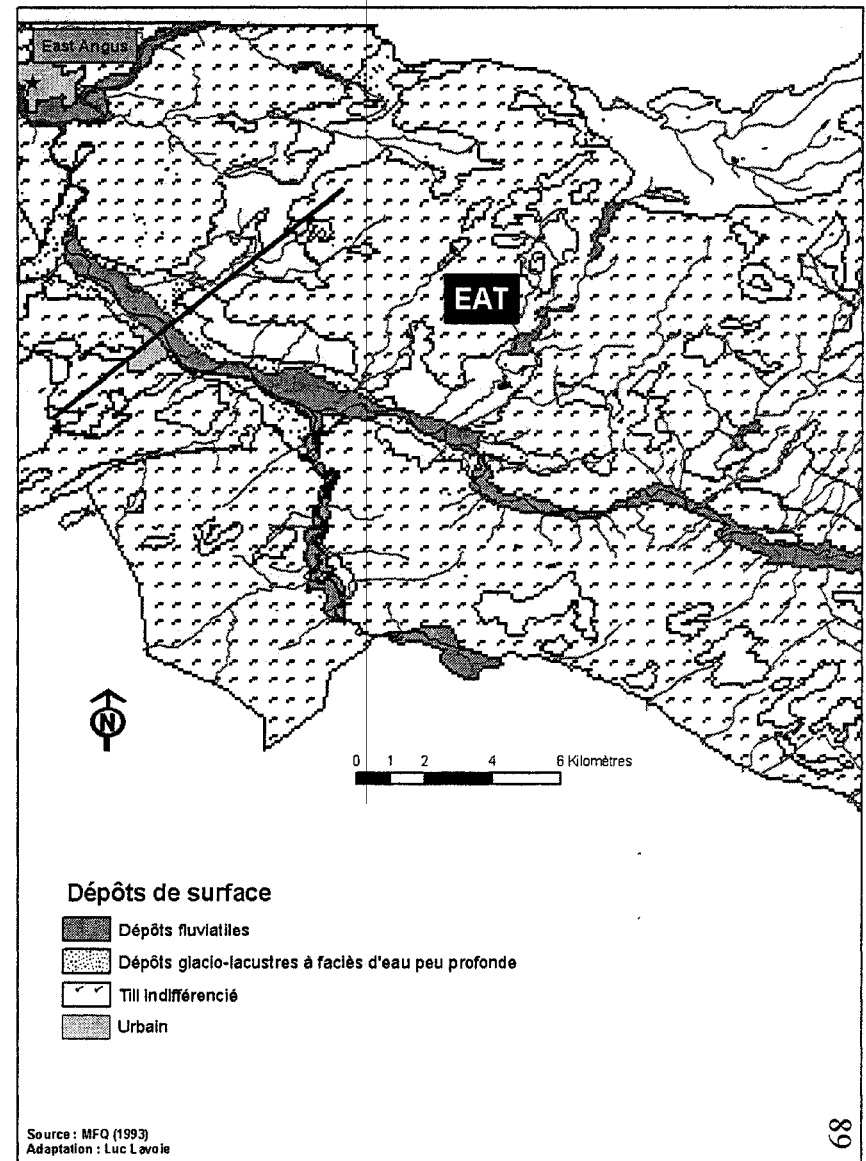 East Angus
EAT
N
0 1 2 4 6 Kilomètres
Dépôts de surface
Dépôts fluviatiles
Dépôts glacio-lacustres à faciès d'eau peu profonde
Till indifférencié
Urbain
Source : MFQ (1993)
Adaptation : Luc Lavoie
89